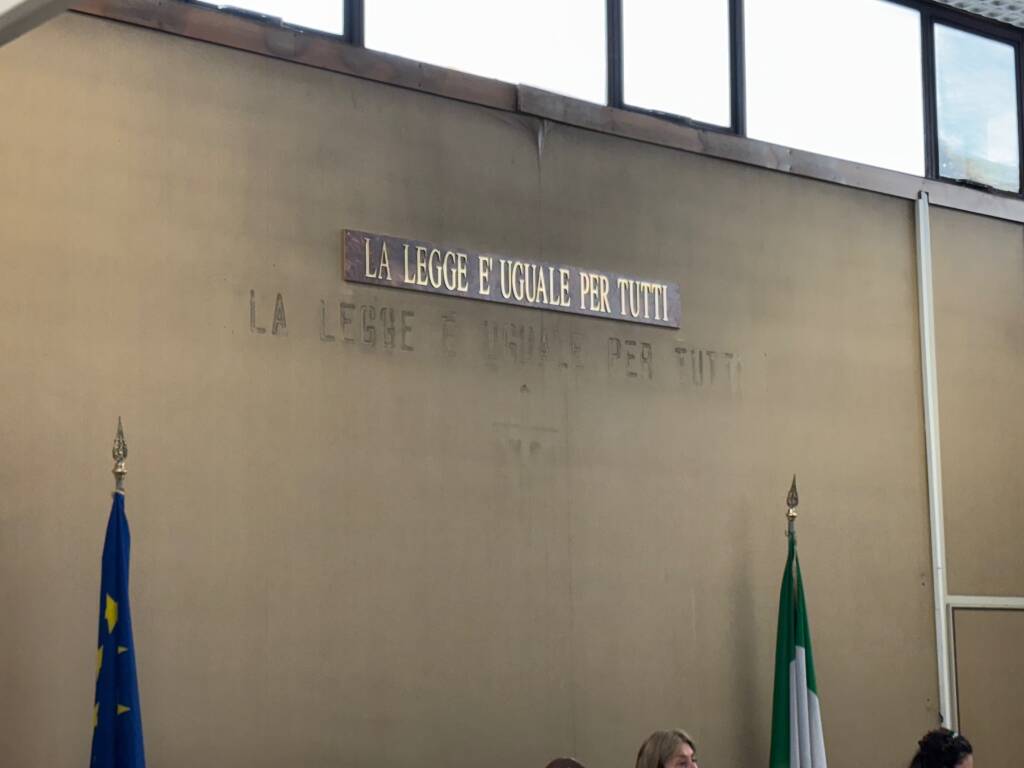 LA LEGGE E' UGUALE PER TUTTI
LA LEGGE È UGUALE PER TUTTI